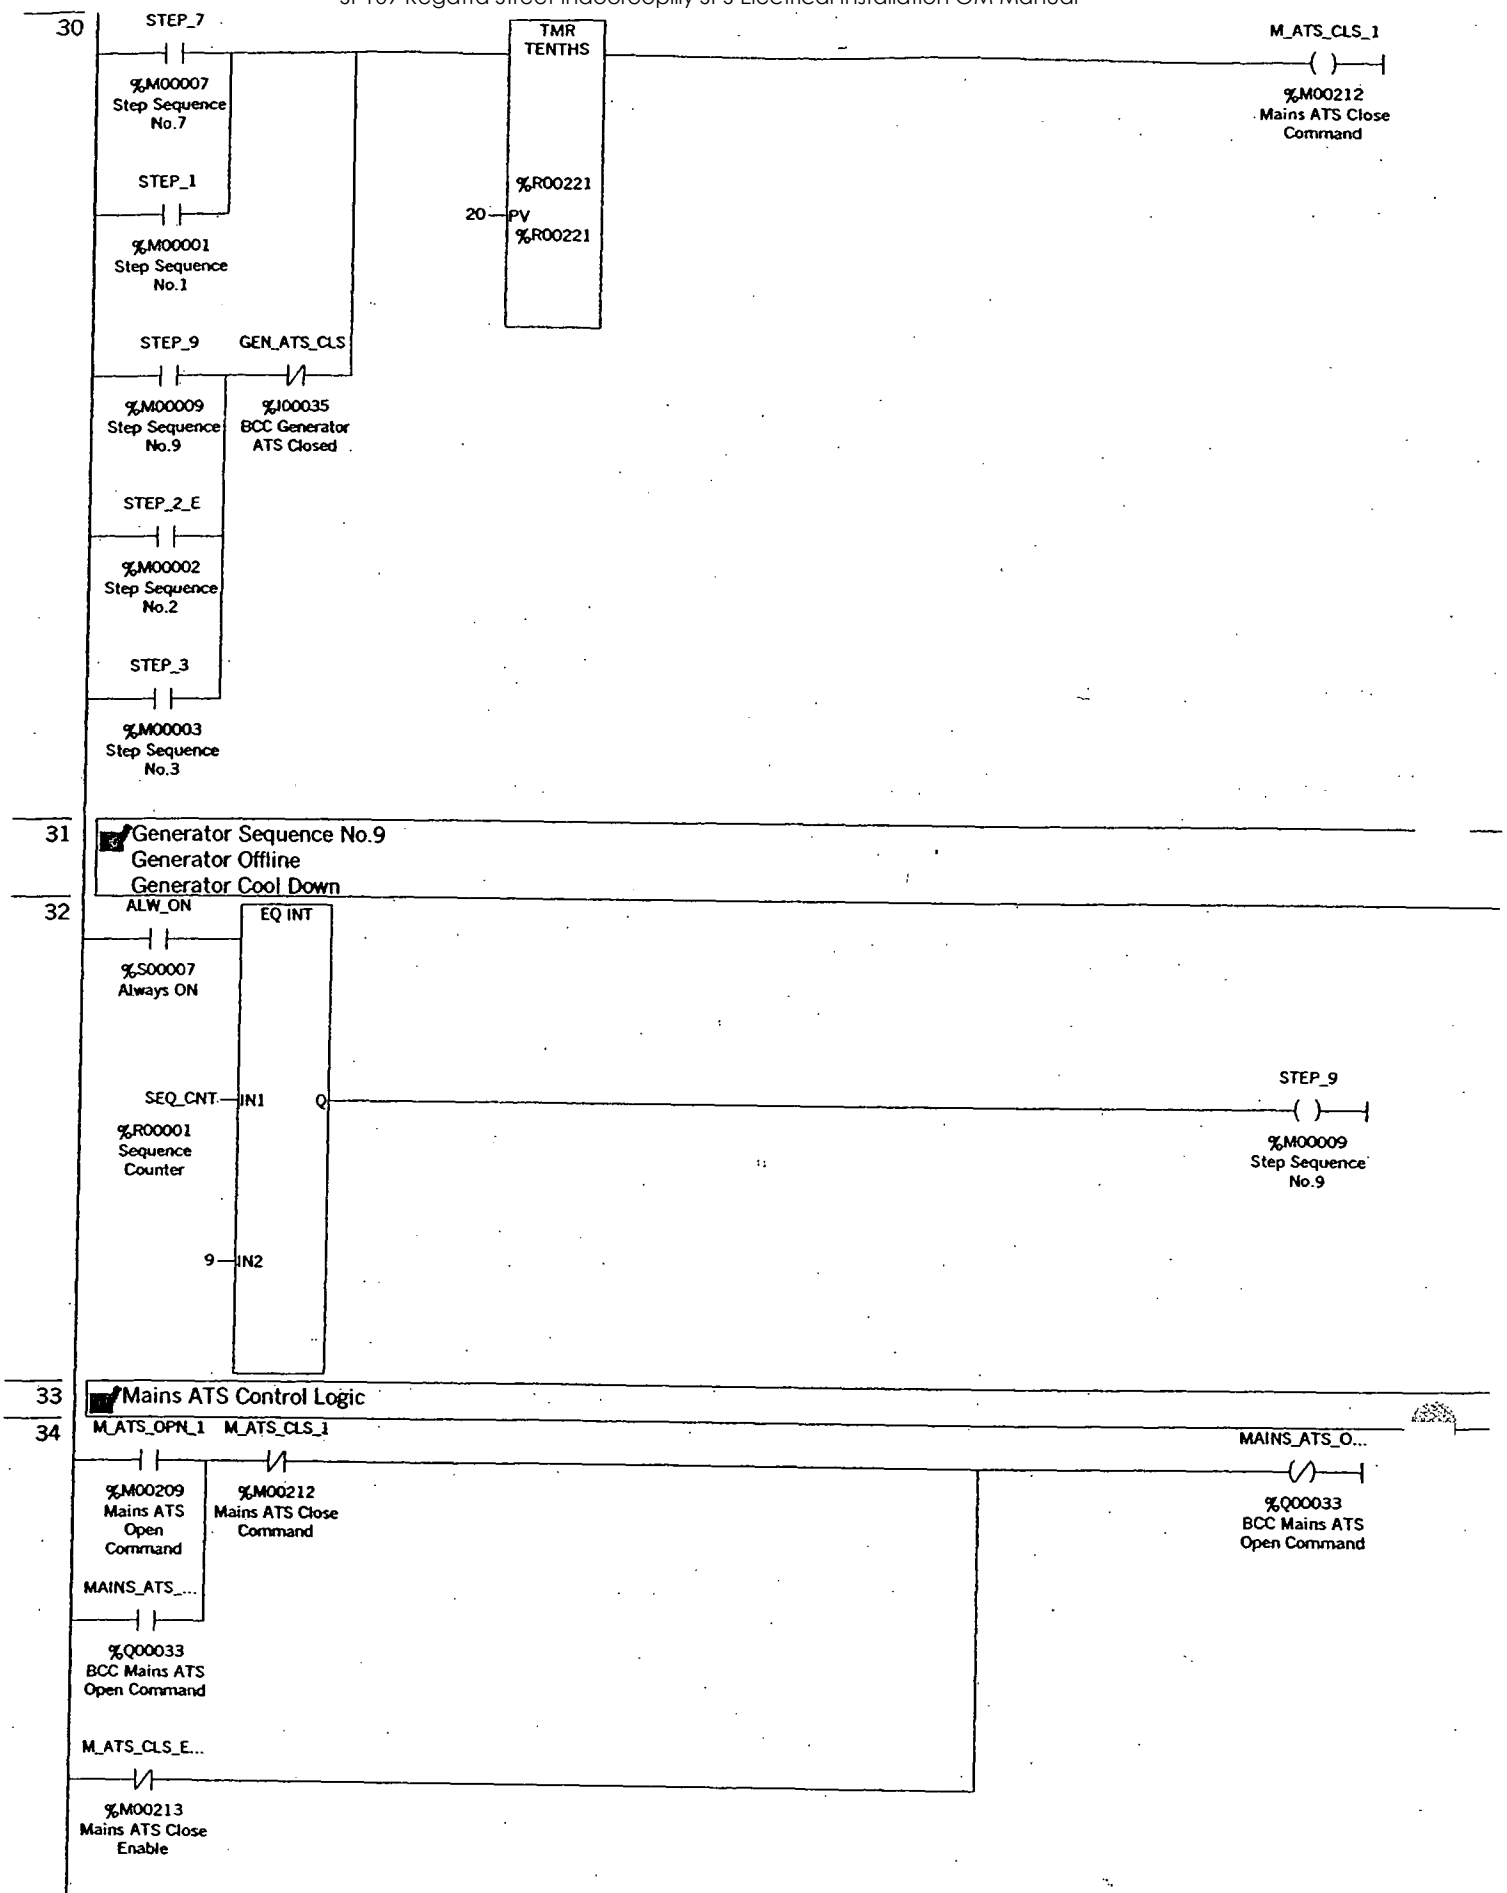 30
STEP_7
TMR
TENTHS
M_ATS_CLS_1
%M00007
Step Sequence
No.7
%M00212
Mains ATS Close
Command
STEP_1
%R00221
20
PV
%R00221
%M00001
Step Sequence
No.1
STEP_9
GEN_ATS_CLS
%M00009
Step Sequence
No.9
%I00035
BCC Generator
ATS Closed
STEP_2_E
%M00002
Step Sequence
No.2
STEP_3
%M00003
Step Sequence
No.3
31
Generator Sequence No.9
Generator Offline
Generator Cool Down
32
ALW_ON
EQ INT
%S00007
Always ON
SEQ_CNT
IN1
Q
STEP_9
%R00001
Sequence
Counter
%M00009
Step Sequence
No.9
9
IN2
33
Mains ATS Control Logic
34
M_ATS_OPN_1
M_ATS_CLS_1
MAINS_ATS_O...
%M00209
Mains ATS
Open
Command
%M00212
Mains ATS Close
Command
%Q00033
BCC Mains ATS
Open Command
MAINS_ATS_...
%Q00033
BCC Mains ATS
Open Command
M_ATS_CLS_E...
%M00213
Mains ATS Close
Enable